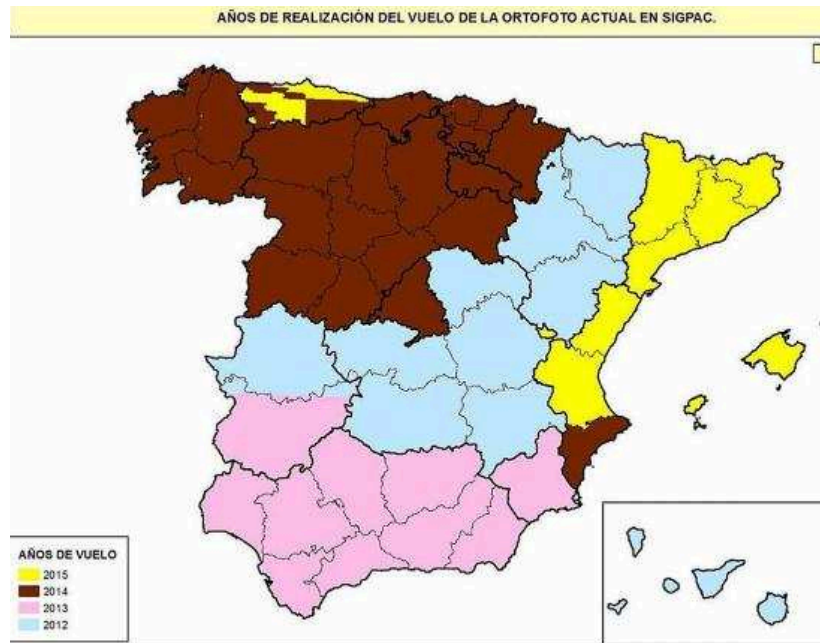 AÑOS DE REALIZACIÓN DEL VUELO DE LA ORTOFOTO ACTUAL EN SIGPAC.
AÑOS DE VUELO
2015
2014
2013
2012